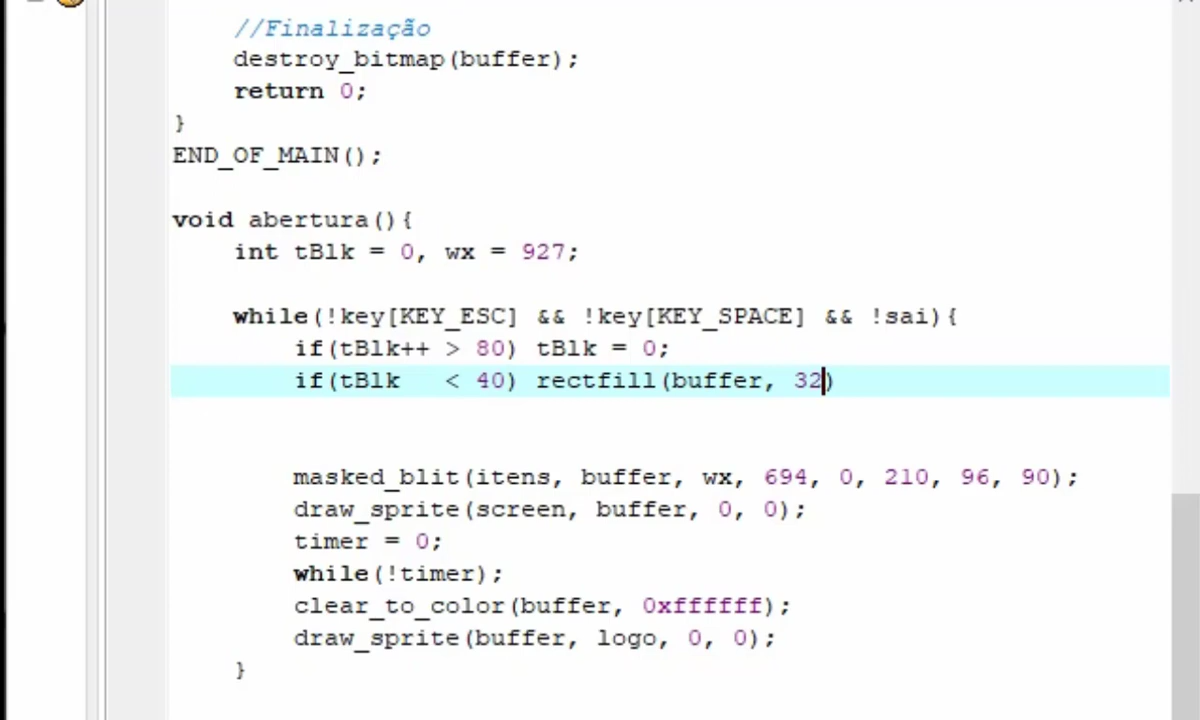 //Finalização
destroy_bitmap(buffer);
return 0;
}
END_OF_MAIN();
void abertura(){
int tBlk = 0, wx = 927;
while(!key[KEY_ESC] && !key[KEY_SPACE] && !sai){
if(tBlk++ > 80) tBlk = 0;
if(tBlk   < 40) rectfill(buffer, 32)
masked_blit(itens, buffer, wx, 694, 0, 210, 96, 90);
draw_sprite(screen, buffer, 0, 0);
timer = 0;
while(!timer);
clear_to_color(buffer, 0xffffff);
draw_sprite(buffer, logo, 0, 0);
}